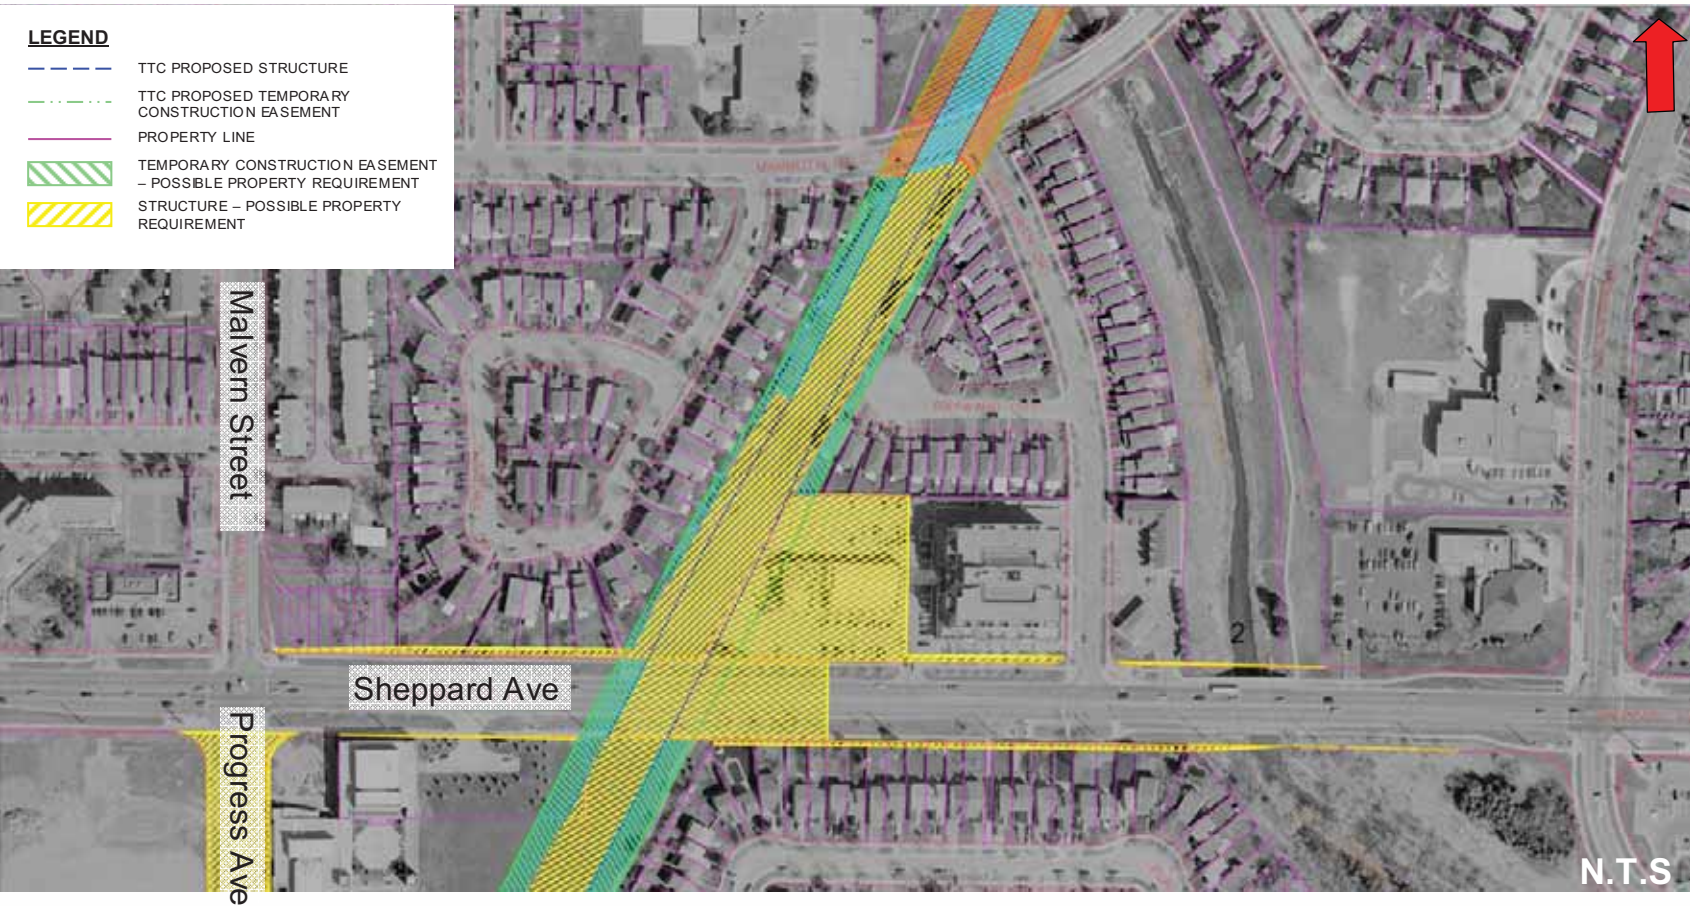 LEGEND
TTC PROPOSED STRUCTURE
TTC PROPOSED TEMPORARY
CONSTRUCTION EASEMENT
PROPERTY LINE
TEMPORARY CONSTRUCTION EASEMENT
– POSSIBLE PROPERTY REQUIREMENT
STRUCTURE – POSSIBLE PROPERTY
REQUIREMENT
Malvern Street
2
Sheppard Ave
Progress Ave
N.T.S